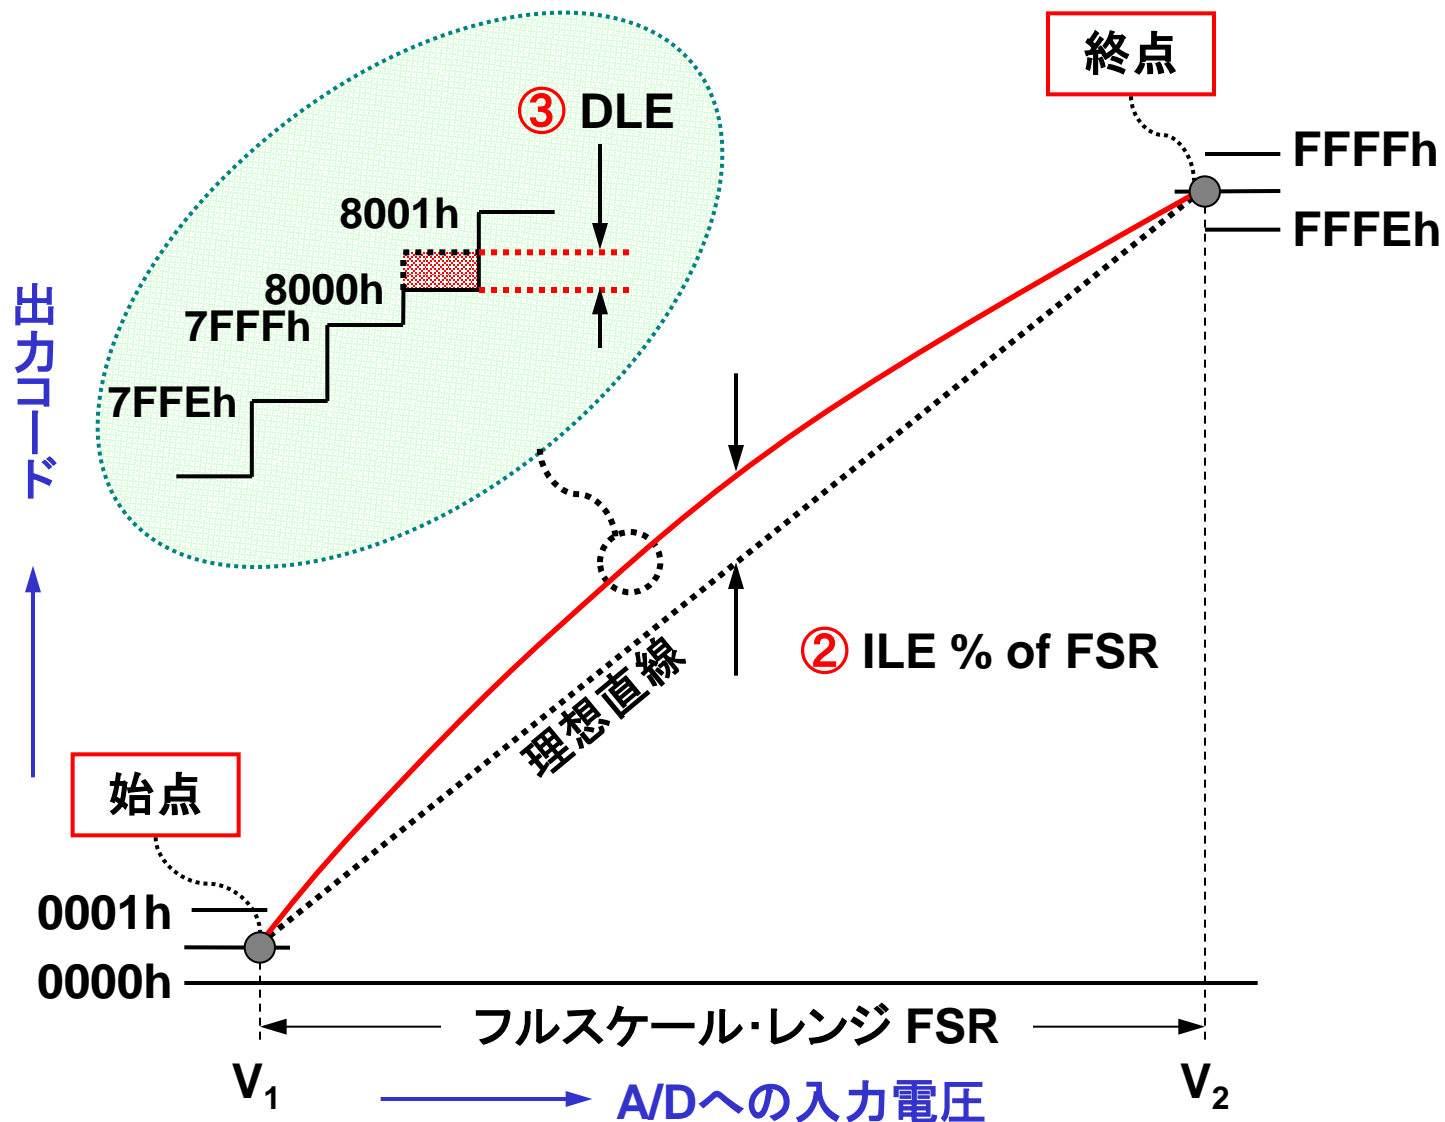 終点
③ DLE
FFFFh
8001h
FFFEh
8000h
7FFFh
7FFEh
出力コード
② ILE % of FSR
理想直線
始点
0001h
0000h
フルスケール・レンジ FSR
V1
V2
A/Dへの入力電圧